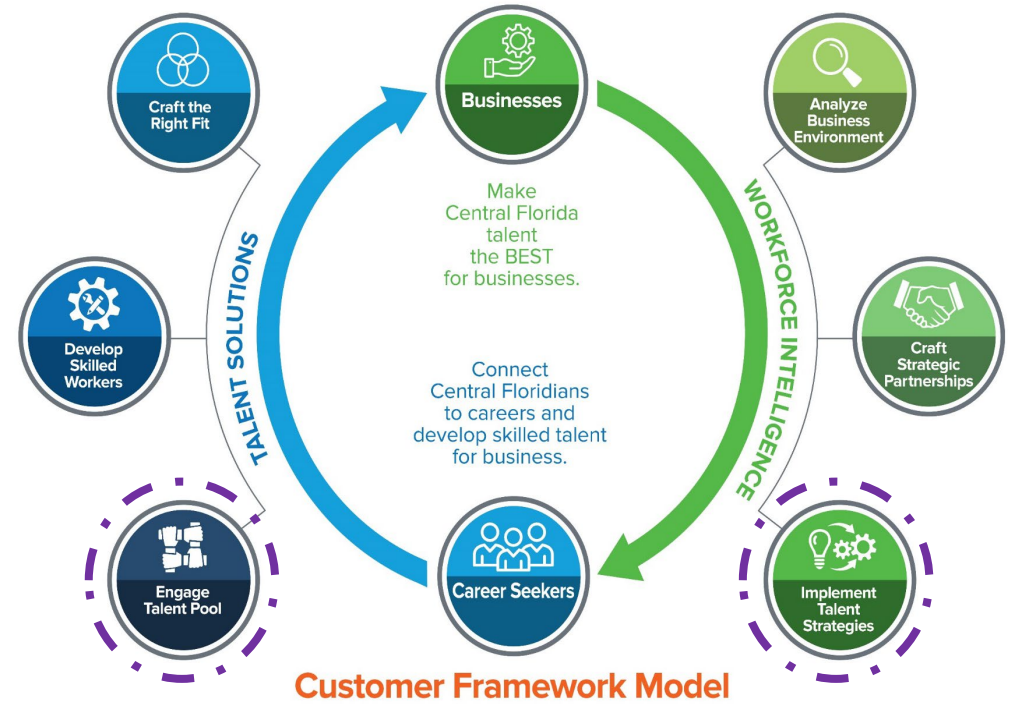 Craft the
Right Fit
Businesses
Analyze
Business
Environment
Make
Central Florida
talent
the BEST
for businesses.
TALENT SOLUTIONS
WORKFORCE INTELLIGENCE
Develop
Skilled
Workers
Craft
Strategic
Partnerships
Connect
Central Floridians
to careers and
develop skilled talent
for business.
Engage
Talent Pool
Career Seekers
Implement
Talent
Strategies
Customer Framework Model